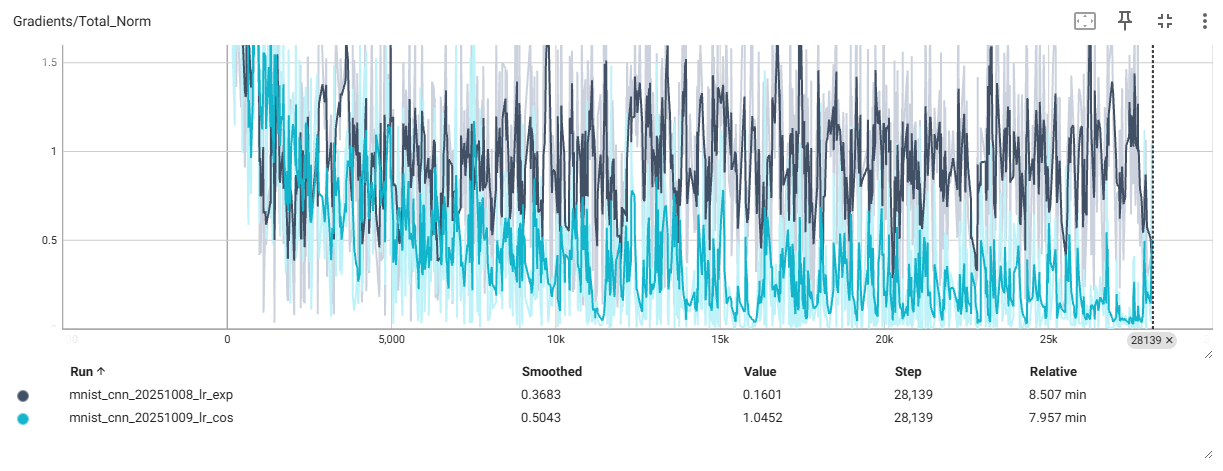 Gradients/Total_Norm
1.5
1
0.5
0 5,000 10k 15k 20k 25k
28139 ✕
Run ↑ Smoothed Value Step Relative
mnist_cnn_20251008_lr_exp 0.3683 0.1601 28,139 8.507 min
mnist_cnn_20251009_lr_cos 0.5043 1.0452 28,139 7.957 min